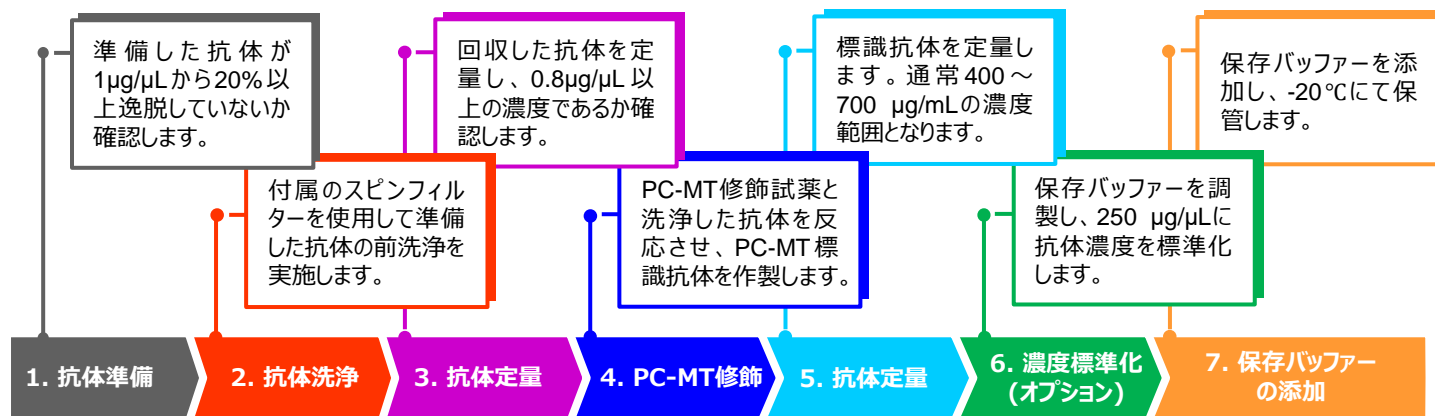 準備した抗体が
1µg/µLから20%以
上逸脱していないか
確認します。
回収した抗体を定
量し、0.8µg/µL以
上の濃度であるか確
認します。
標識抗体を定量し
ます。通常400～
700 µg/mLの濃度
範囲となります。
保存バッファーを添
加し、-20℃にて保
管します。
付属のスピンフィル
ターを使用して準備
した抗体の前洗浄を
実施します。
PC-MT修飾試薬と
洗浄した抗体を反
応させ、PC-MT標
識抗体を作製します。
保存バッファーを調
製し、250 µg/µLに
抗体濃度を標準化
します。
1. 抗体準備
2. 抗体洗浄
3. 抗体定量
4. PC-MT修飾
5. 抗体定量
6. 濃度標準化
(オプション)
7. 保存バッファー
の添加